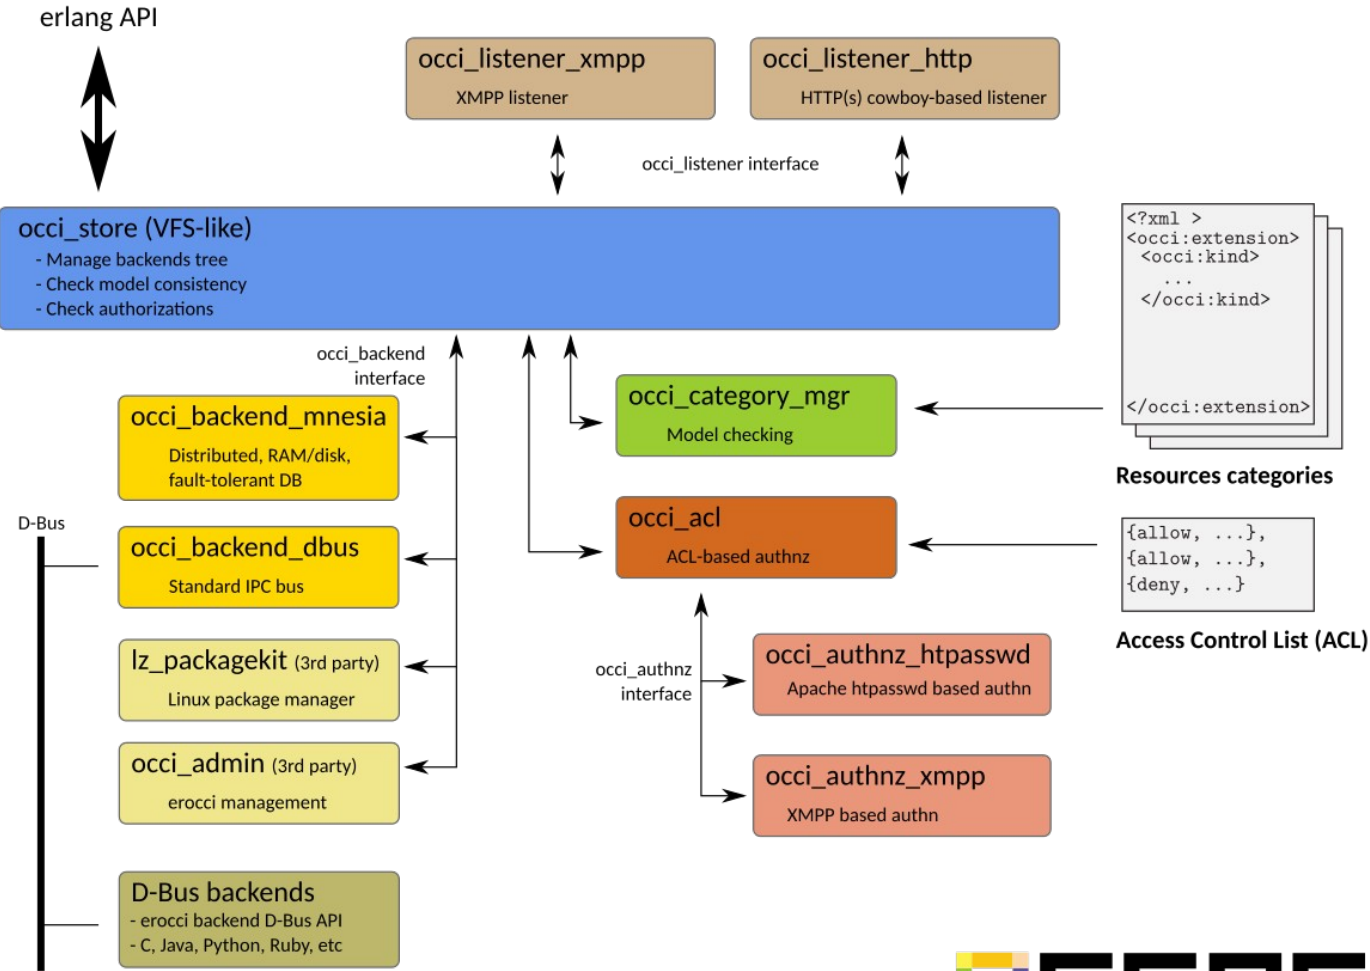 erlang API
occi_listener_xmpp
XMPP listener
occi_listener_http
HTTP(s) cowboy-based listener
occi_listener interface
occi_store (VFS-like)
- Manage backends tree
- Check model consistency
- Check authorizations
<?xml >
<occi:extension>
<occi:kind>
...
</occi:kind>
</occi:extension>
Resources categories
occi_backend
interface
occi_backend_mnesia
Distributed, RAM/disk,
fault-tolerant DB
occi_category_mgr
Model checking
D-Bus
occi_backend_dbus
Standard IPC bus
occi_acl
ACL-based authnz
{allow, ...},
{allow, ...},
{deny, ...}
Access Control List (ACL)
lz_packagekit (3rd party)
Linux package manager
occi_authnz
interface
occi_authnz_htpasswd
Apache htpasswd based authn
occi_admin (3rd party)
erocci management
occi_authnz_xmpp
XMPP based authn
D-Bus backends
- erocci backend D-Bus API
- C, Java, Python, Ruby, etc